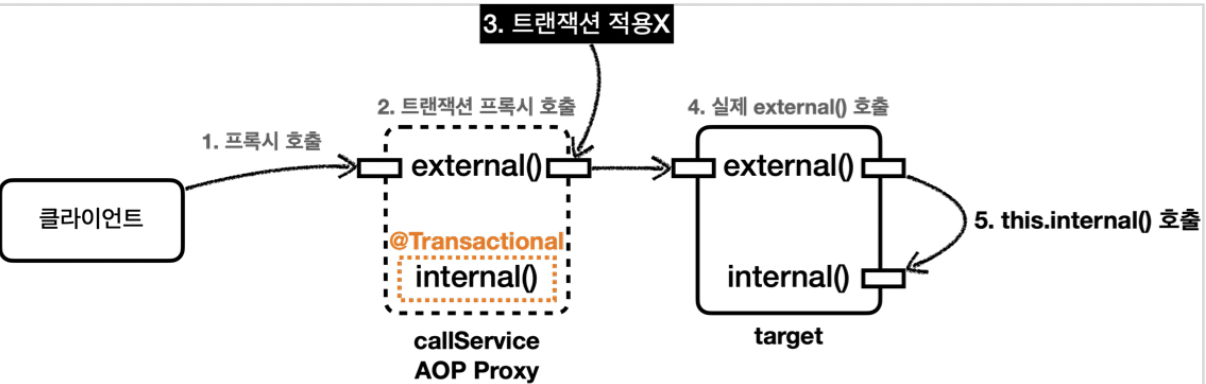 3. 트랜잭션 적용X
2. 트랜잭션 프록시 호출
4. 실제 external() 호출
1. 프록시 호출
external()
external()
클라이언트
5. this.internal() 호출
@Transactional
internal()
internal()
callService
AOP Proxy
target